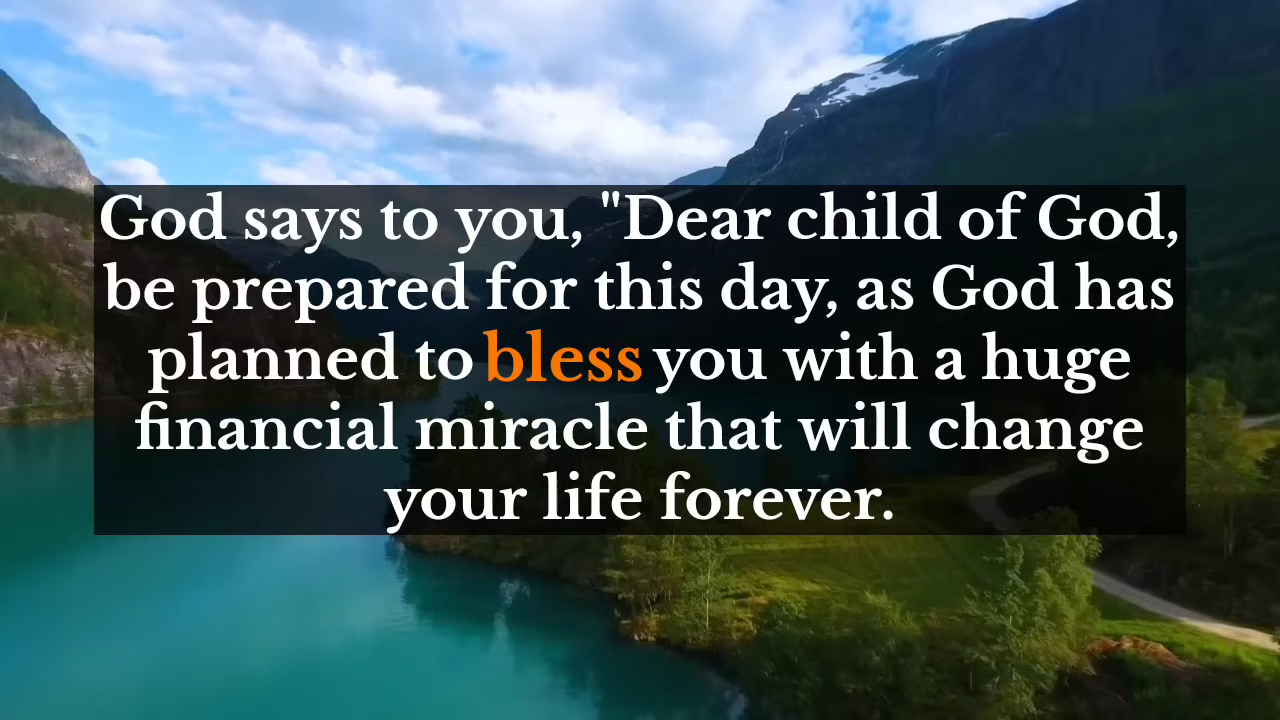 God says to you, "Dear child of God,
be prepared for this day, as God has
planned to bless you with a huge
financial miracle that will change
your life forever.